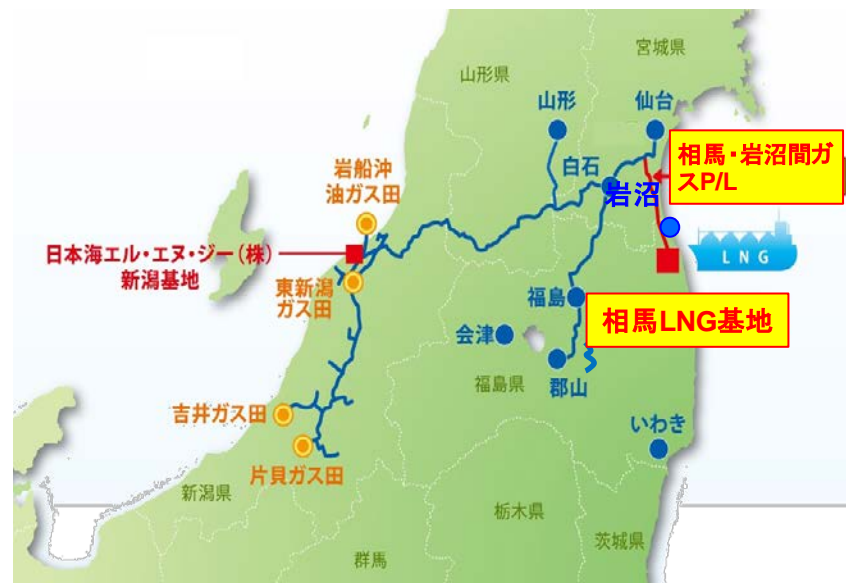 宮城県
山形県
山形
仙台
相馬・岩沼間ガ
スP/L
白石
岩沼
岩船沖
油ガス田
日本海エル・エヌ・ジー(株)
新潟基地
LNG
東新潟
ガス田
福島
相馬LNG基地
会津
郡山
福島県
吉井ガス田
いわき
片貝ガス田
新潟県
栃木県
茨城県
群馬